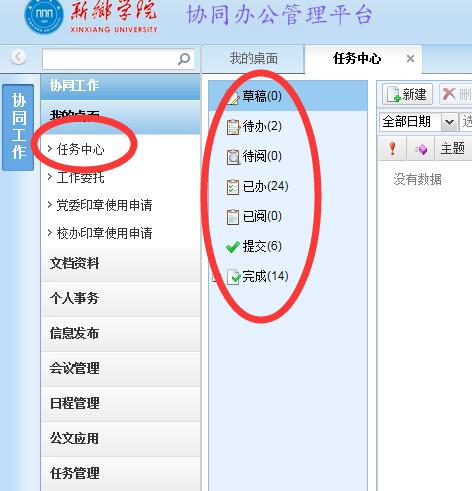 新乡学院
XINXIANG UNIVERSITY
协同办公管理平台
我的桌面
任务中心
协同工作
协同工作
我的桌面
任务中心
工作委托
党委印章使用申请
校办印章使用申请
文档资料
个人事务
信息发布
会议管理
日程管理
公文应用
任务管理
草稿(0)
待办(2)
待阅(0)
已办(24)
已阅(0)
提交(6)
完成(14)
新建
删
全部日期
选
主题
没有数据